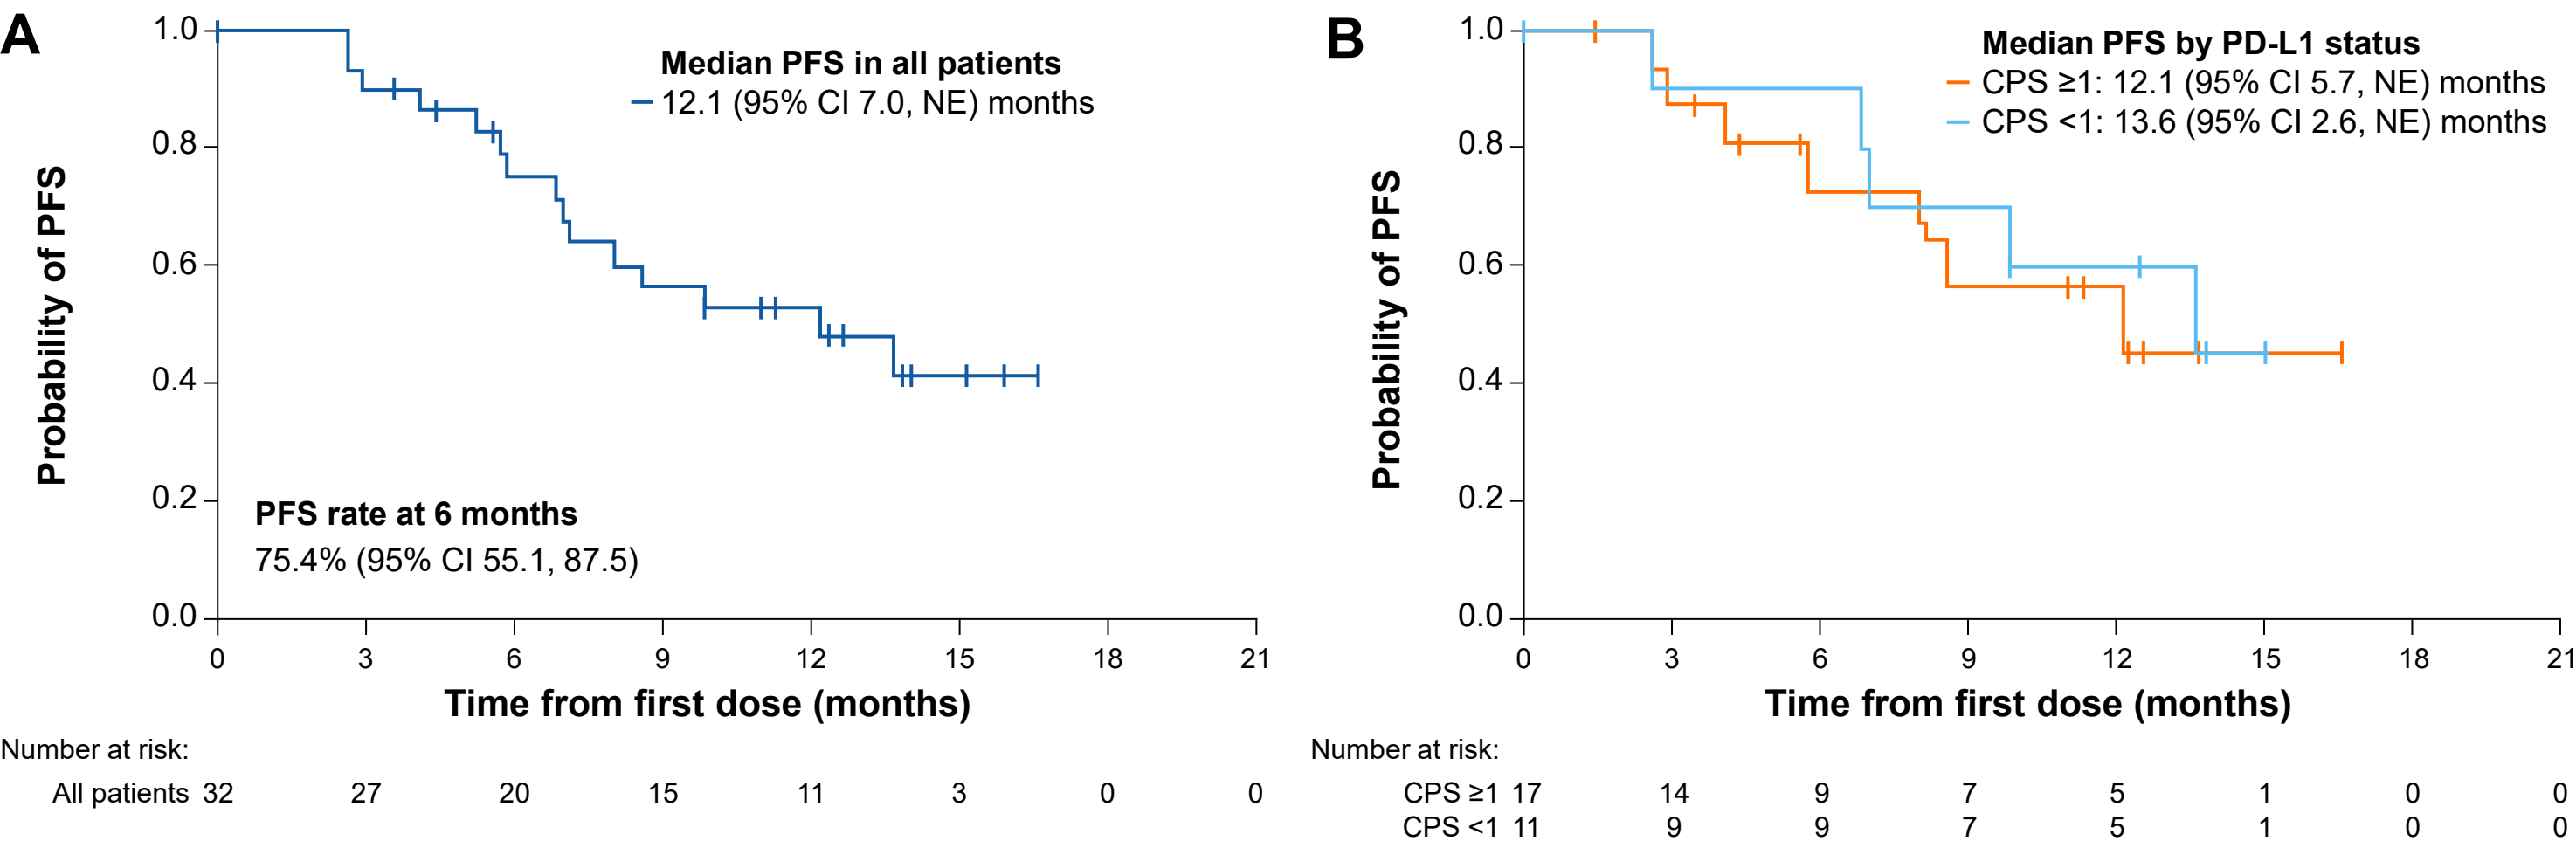 A
Probability of PFS
1.0
0.8
0.6
0.4
0.2
0.0
Median PFS in all patients
12.1 (95% CI 7.0, NE) months
PFS rate at 6 months
75.4% (95% CI 55.1, 87.5)
0 3 6 9 12 15 18 21
Time from first dose (months)
Number at risk:
All patients 32 27 20 15 11 3 0 0
B
Probability of PFS
1.0
0.8
0.6
0.4
0.2
0.0
Median PFS by PD-L1 status
CPS ≥1: 12.1 (95% CI 5.7, NE) months
CPS <1: 13.6 (95% CI 2.6, NE) months
0 3 6 9 12 15 18 21
Time from first dose (months)
Number at risk:
CPS ≥1 17 14 9 7 5 1 0 0
CPS <1 11 9 9 7 5 1 0 0